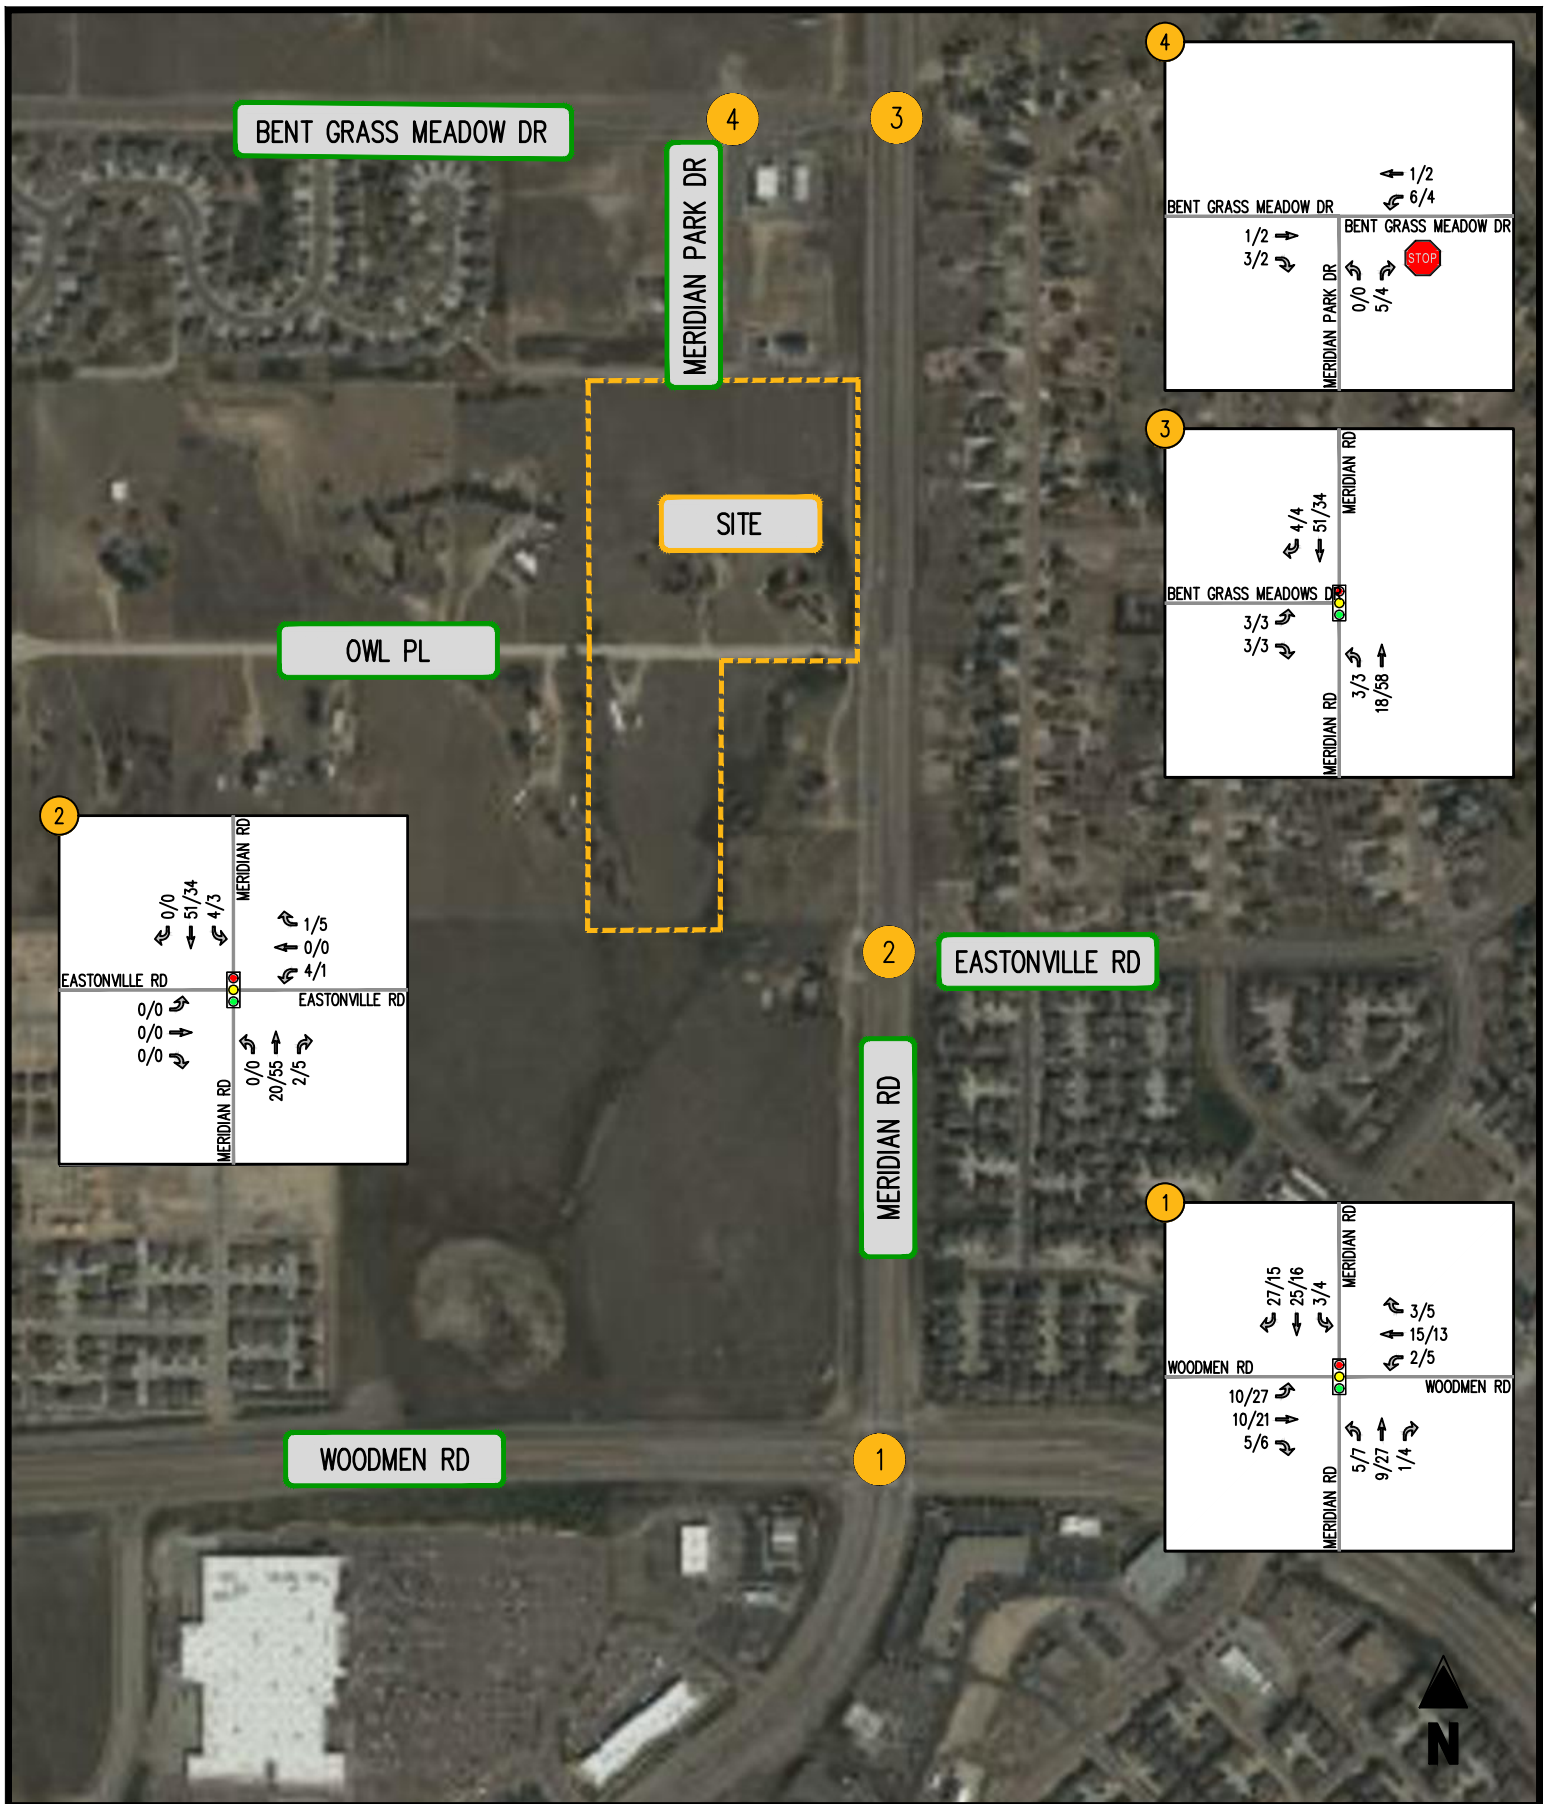 BENT GRASS MEADOW DR
4
3
MERIDIAN PARK DR
SITE
OWL PL
2
EASTONVILLE RD
MERIDIAN RD
WOODMEN RD
1
4
1/2
6/4
BENT GRASS MEADOW DR
BENT GRASS MEADOW DR
1/2
3/2
STOP
0/0
5/4
MERIDIAN PARK DR
3
MERIDIAN RD
4/4
51/34
BENT GRASS MEADOWS DR
3/3
3/3
3/3
18/58
MERIDIAN RD
2
MERIDIAN RD
0/0
51/34
4/3
1/5
0/0
4/1
EASTONVILLE RD
EASTONVILLE RD
0/0
0/0
0/0
0/0
20/55
2/5
MERIDIAN RD
1
MERIDIAN RD
27/15
25/16
3/4
3/5
15/13
2/5
WOODMEN RD
WOODMEN RD
10/27
10/21
5/6
5/7
9/27
1/4
MERIDIAN RD
N